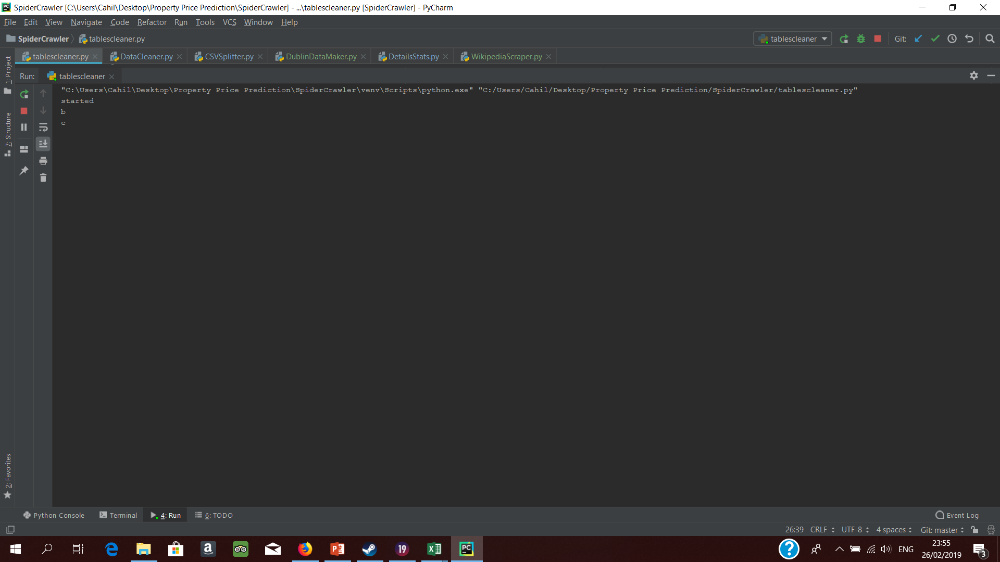 SpiderCrawler [C:\Users\Cahil\Desktop\Property Price Prediction\SpiderCrawler] - ...\tablescleaner.py [SpiderCrawler] - PyCharm
File Edit View Navigate Code Refactor Run Tools VCS Window Help
SpiderCrawler tablescleaner.py tablescleaner Git:
tablescleaner.py DataCleaner.py CSVSplitter.py DublinDataMaker.py DetailsStats.py WikipediaScraper.py
1: Project
7: Structure
2: Favorites
Run: tablescleaner
"C:\Users\Cahil\Desktop\Property Price Prediction\SpiderCrawler\venv\Scripts\python.exe" "C:/Users/Cahil/Desktop/Property Price Prediction/SpiderCrawler/tablescleaner.py"
started
b
c
Python Console Terminal 4: Run 6: TODO Event Log
26:39 CRLF UTF-8 4 spaces Git: master
19 ENG 23:55
26/02/2019 3